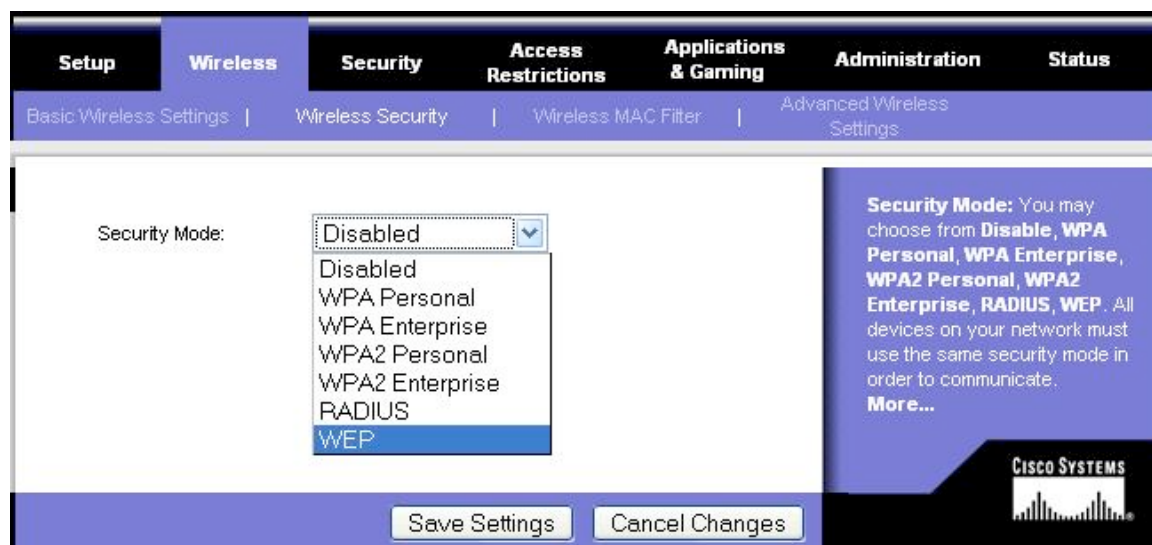 Setup
Wireless
Security
Access
Restrictions
Applications
& Gaming
Administration
Status
Basic Wireless Settings |
Wireless Security |
Wireless MAC Filter |
Advanced Wireless
Settings
Security Mode:
Disabled
Disabled
WPA Personal
WPA Enterprise
WPA2 Personal
WPA2 Enterprise
RADIUS
WEP
Security Mode: You may
choose from Disable, WPA
Personal, WPA Enterprise,
WPA2 Personal, WPA2
Enterprise, RADIUS, WEP. All
devices on your network must
use the same security mode in
order to communicate.
More...
CISCO SYSTEMS
®
Save Settings
Cancel Changes